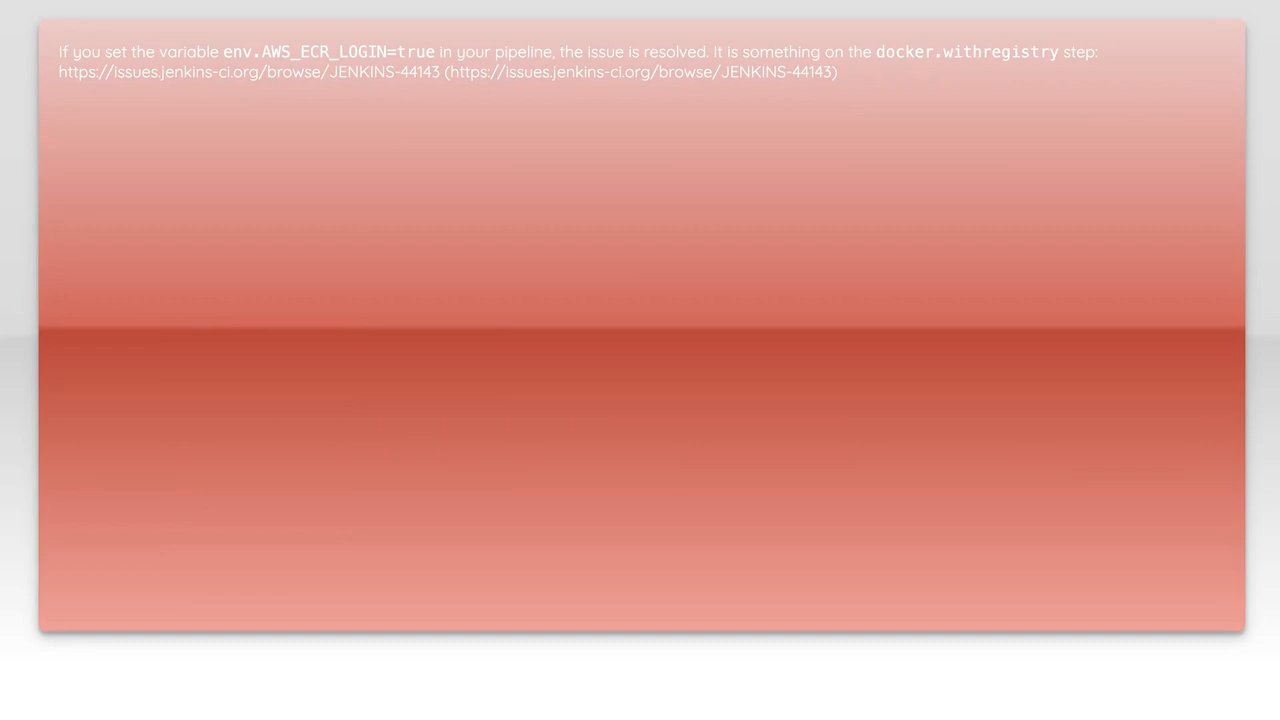 If you set the variable env.AWS_ECR_LOGIN=true in your pipeline, the issue is resolved. It is something on the docker.withregistry step:
https://issues.jenkins-ci.org/browse/JENKINS-44143 (https://issues.jenkins-ci.org/browse/JENKINS-44143)